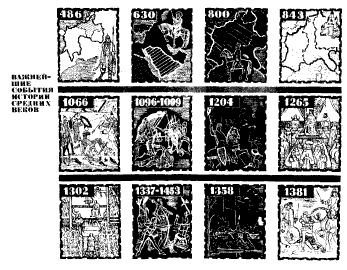 486 630 800 843
ВАЖНЕЙ-
ШИЕ
СОБЫТИЯ
ИСТОРИИ
СРЕДНИХ
ВЕКОВ
1066 1096-1099 1204 1265
1302 1337-1453 1358 1381